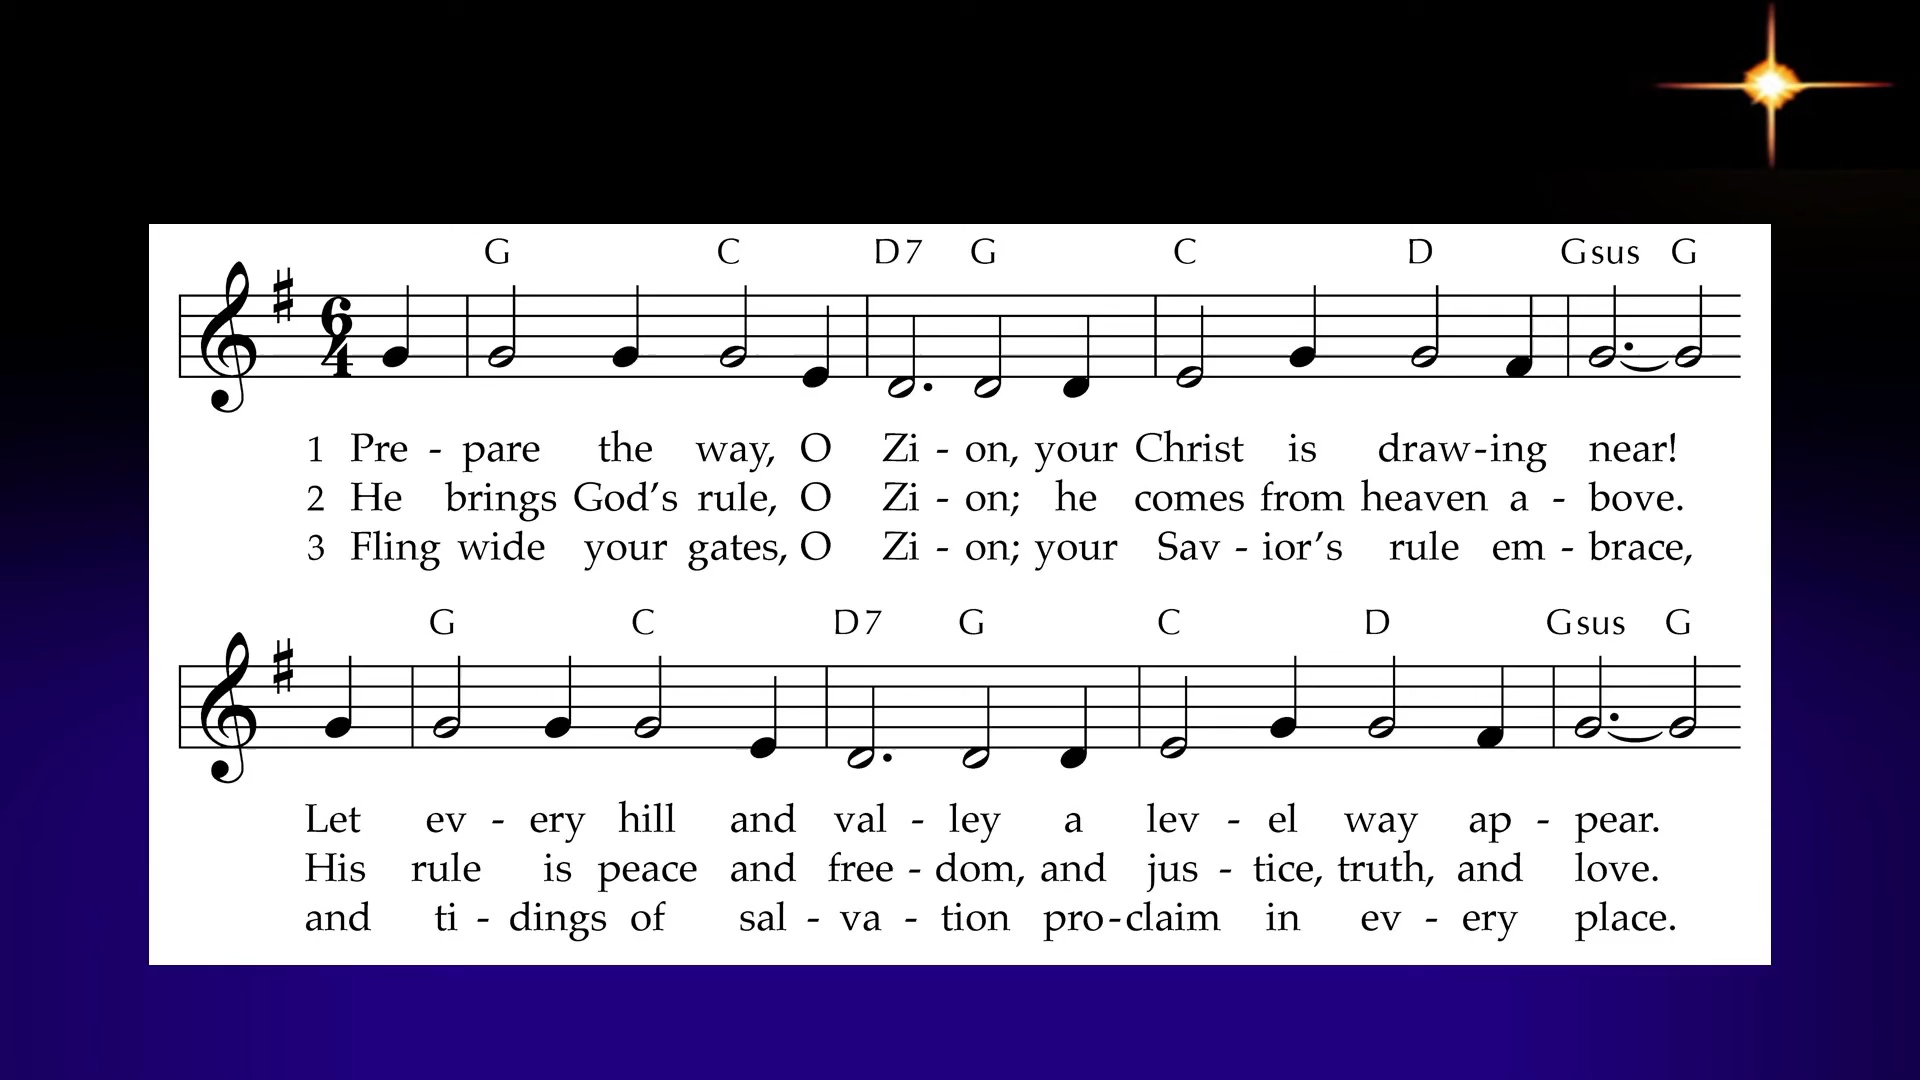 G C D7 G C D Gsus G
6
4
1 Pre - pare the way, O Zi - on, your Christ is draw-ing near!
2 He brings God’s rule, O Zi - on; he comes from heaven a - bove.
3 Fling wide your gates, O Zi - on; your Sav - ior’s rule em - brace,
G C D7 G C D Gsus G
Let ev - ery hill and val - ley a lev - el way ap - pear.
His rule is peace and free - dom, and jus - tice, truth, and love.
and ti - dings of sal - va - tion pro-claim in ev - ery place.